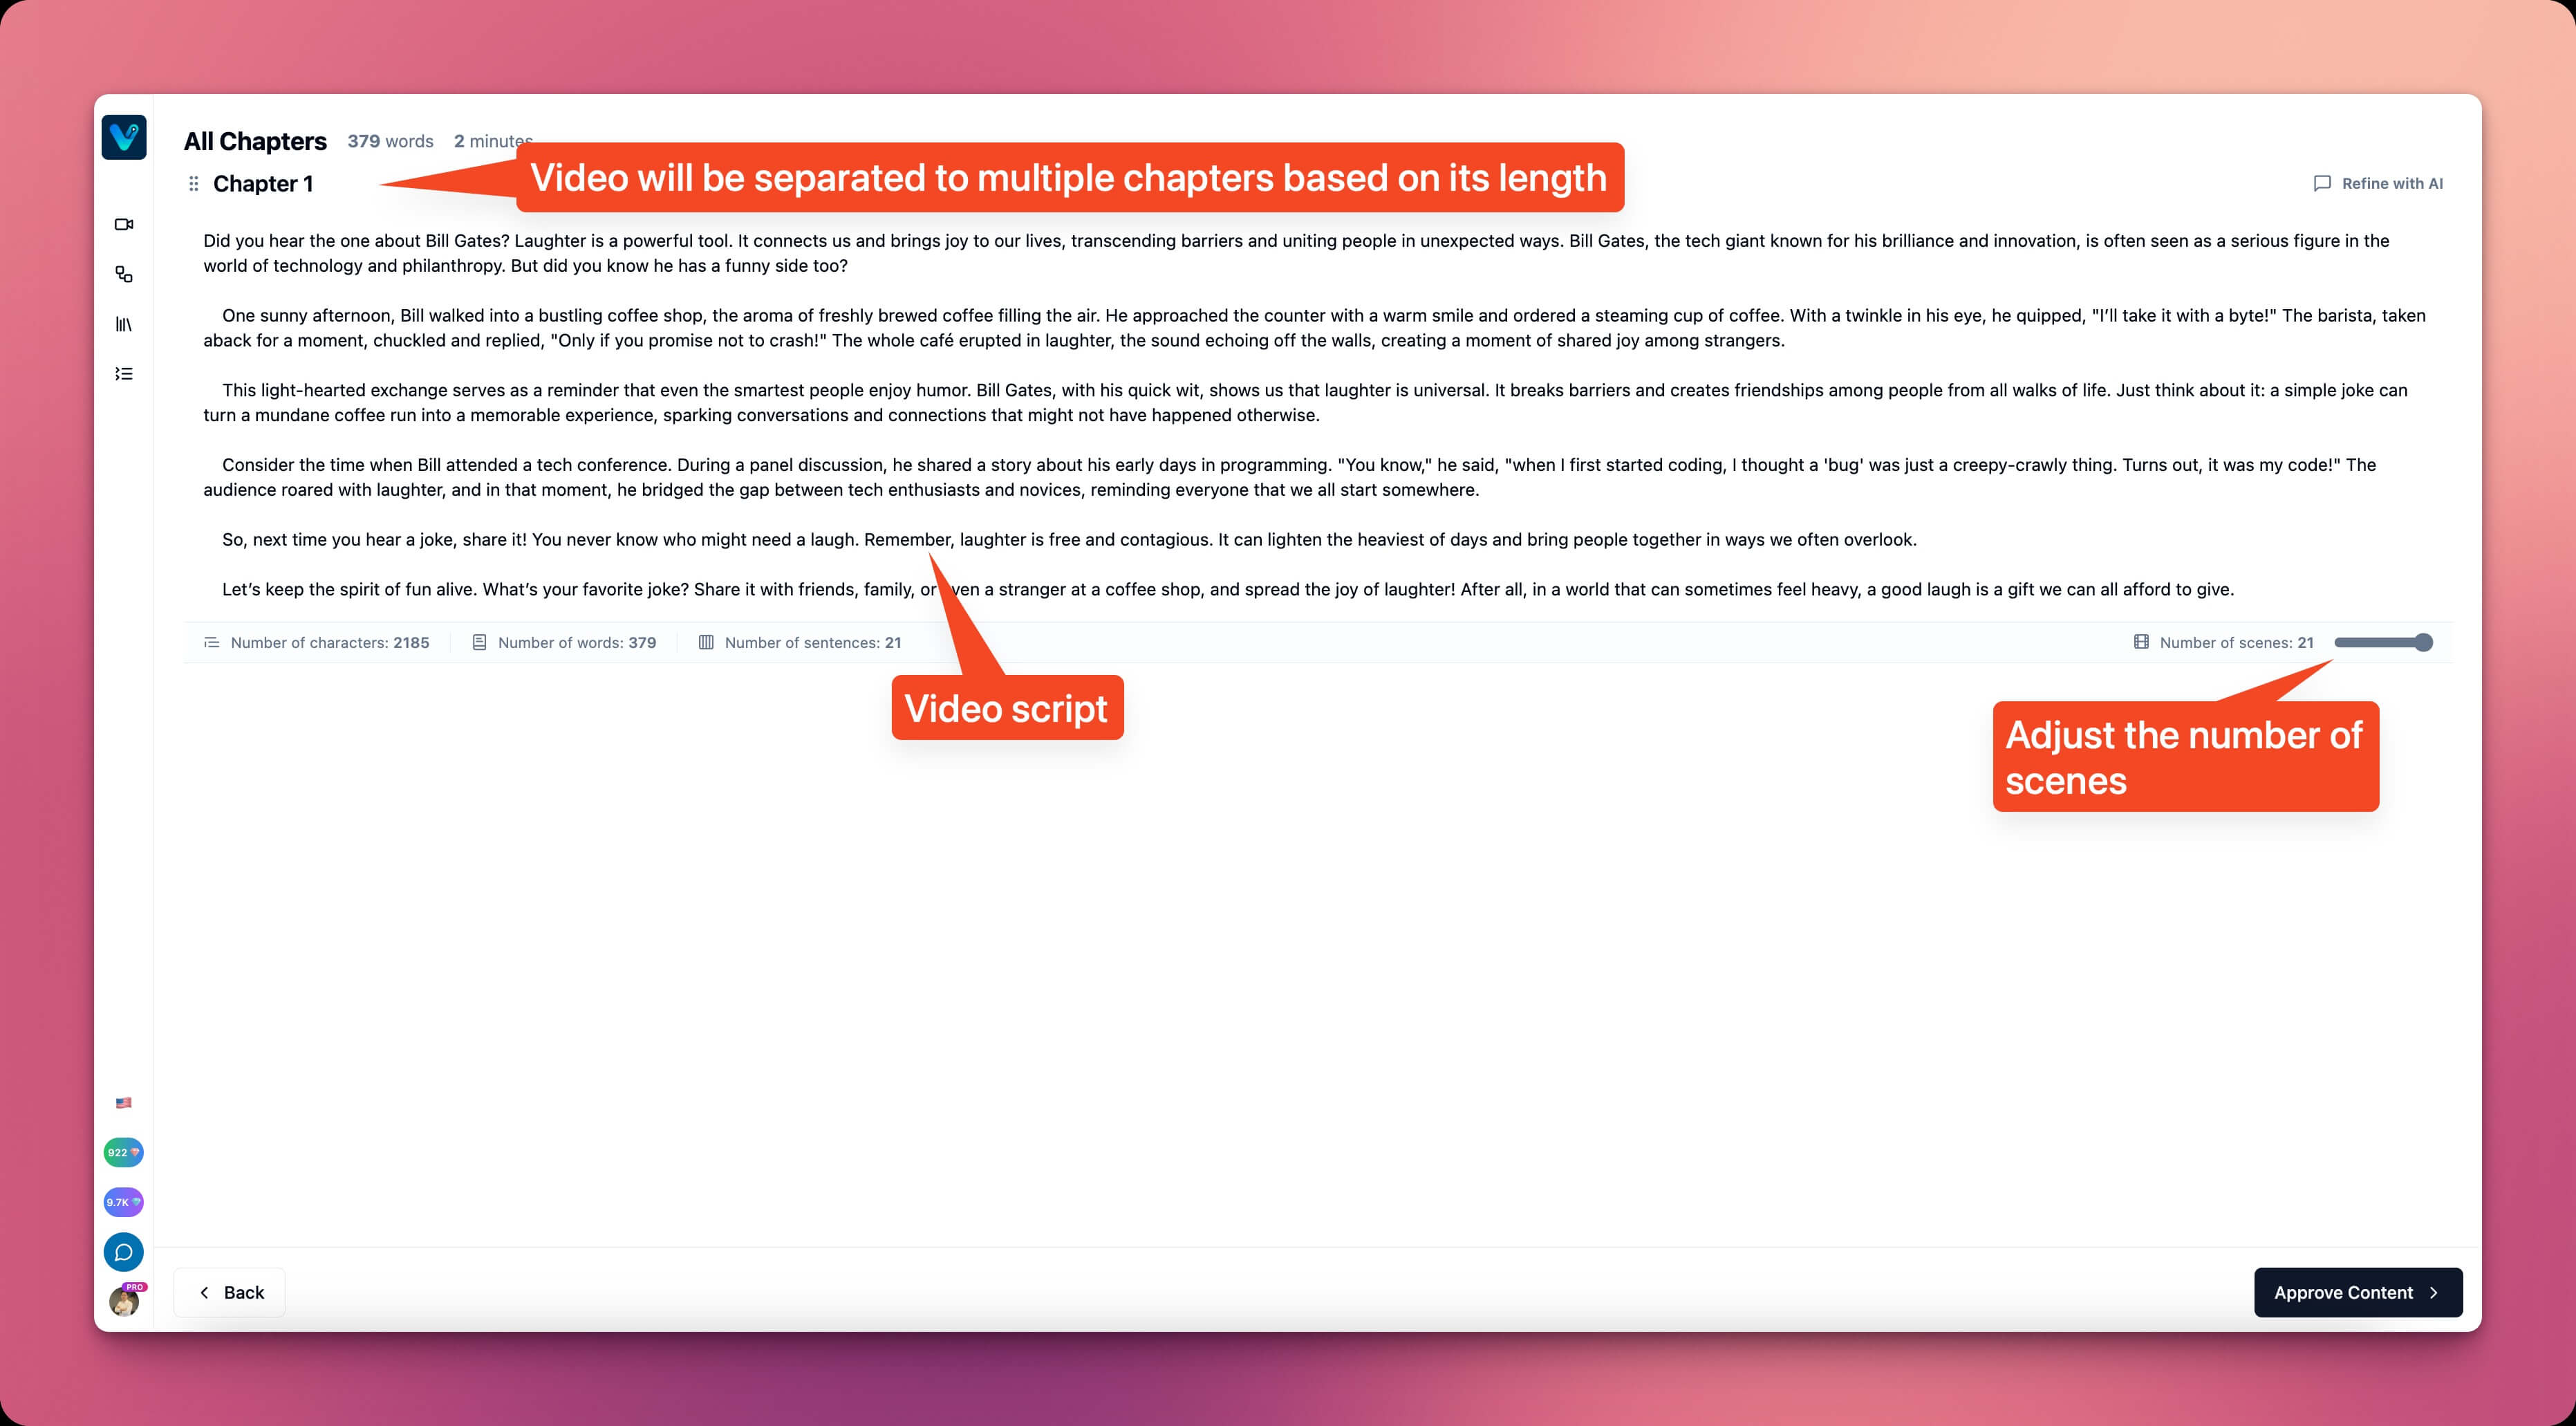 All Chapters 379 words 2 minutes
Video will be separated to multiple chapters based on its length
Chapter 1
Refine with AI
Did you hear the one about Bill Gates? Laughter is a powerful tool. It connects us and brings joy to our lives, transcending barriers and uniting people in unexpected ways. Bill Gates, the tech giant known for his brilliance and innovation, is often seen as a serious figure in the
world of technology and philanthropy. But did you know he has a funny side too?
One sunny afternoon, Bill walked into a bustling coffee shop, the aroma of freshly brewed coffee filling the air. He approached the counter with a warm smile and ordered a steaming cup of coffee. With a twinkle in his eye, he quipped, "I’ll take it with a byte!" The barista, taken
aback for a moment, chuckled and replied, "Only if you promise not to crash!" The whole café erupted in laughter, the sound echoing off the walls, creating a moment of shared joy among strangers.
This light-hearted exchange serves as a reminder that even the smartest people enjoy humor. Bill Gates, with his quick wit, shows us that laughter is universal. It breaks barriers and creates friendships among people from all walks of life. Just think about it: a simple joke can
turn a mundane coffee run into a memorable experience, sparking conversations and connections that might not have happened otherwise.
Consider the time when Bill attended a tech conference. During a panel discussion, he shared a story about his early days in programming. "You know," he said, "when I first started coding, I thought a 'bug' was just a creepy-crawly thing. Turns out, it was my code!" The
audience roared with laughter, and in that moment, he bridged the gap between tech enthusiasts and novices, reminding everyone that we all start somewhere.
So, next time you hear a joke, share it! You never know who might need a laugh. Remember, laughter is free and contagious. It can lighten the heaviest of days and bring people together in ways we often overlook.
Let’s keep the spirit of fun alive. What’s your favorite joke? Share it with friends, family, or even a stranger at a coffee shop, and spread the joy of laughter! After all, in a world that can sometimes feel heavy, a good laugh is a gift we can all afford to give.
Number of characters: 2185 Number of words: 379 Number of sentences: 21 Number of scenes: 21
Video script
Adjust the number of
scenes
922
9.7K
PRO
Back
Approve Content